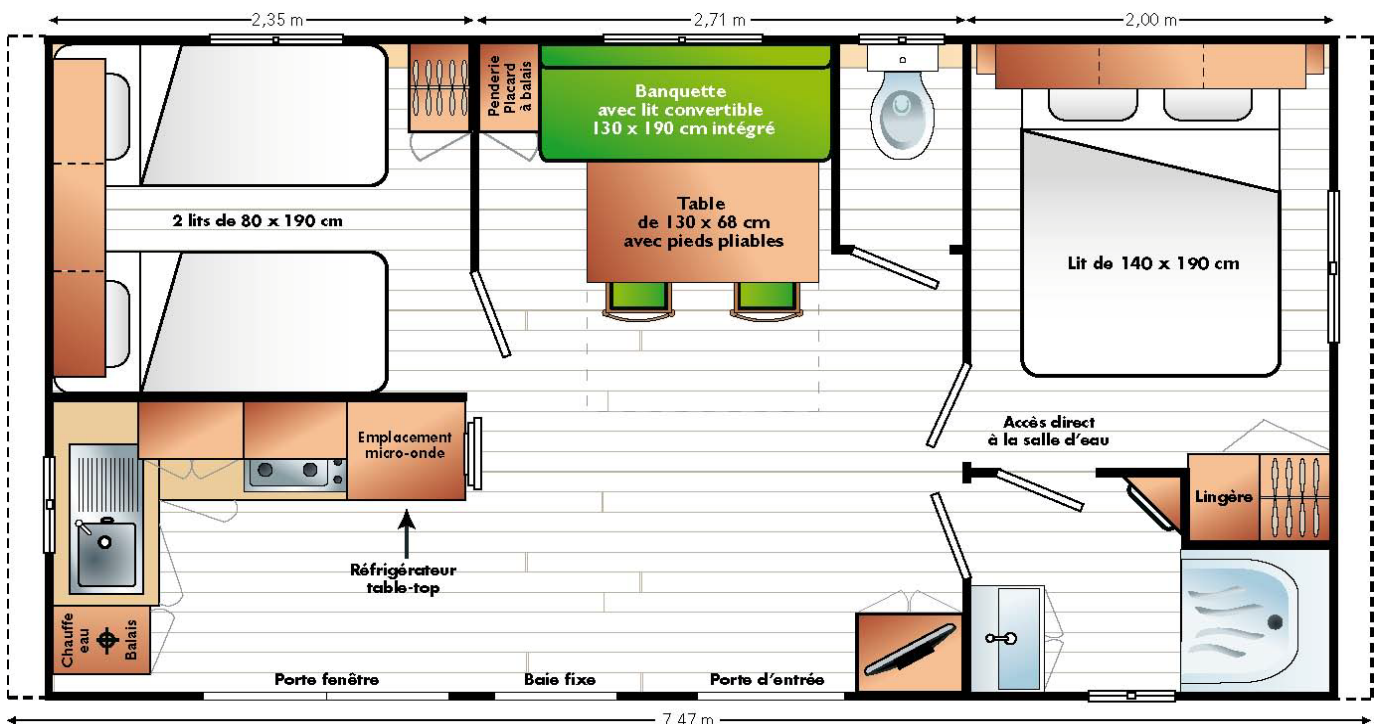 2,35 m
2,71 m
2,00 m
Penderie
Placard
à balais
Banquette
avec lit convertible
130 x 190 cm intégré
2 lits de 80 x 190 cm
Table
de 130 x 68 cm
avec pieds pliables
Lit de 140 x 190 cm
Accès direct
à la salle d'eau
Emplacement
micro-onde
Lingère
Réfrigérateur
table-top
Chauffe
eau
Balais
Porte fenêtre
Baie fixe
Porte d'entrée
7,47 m